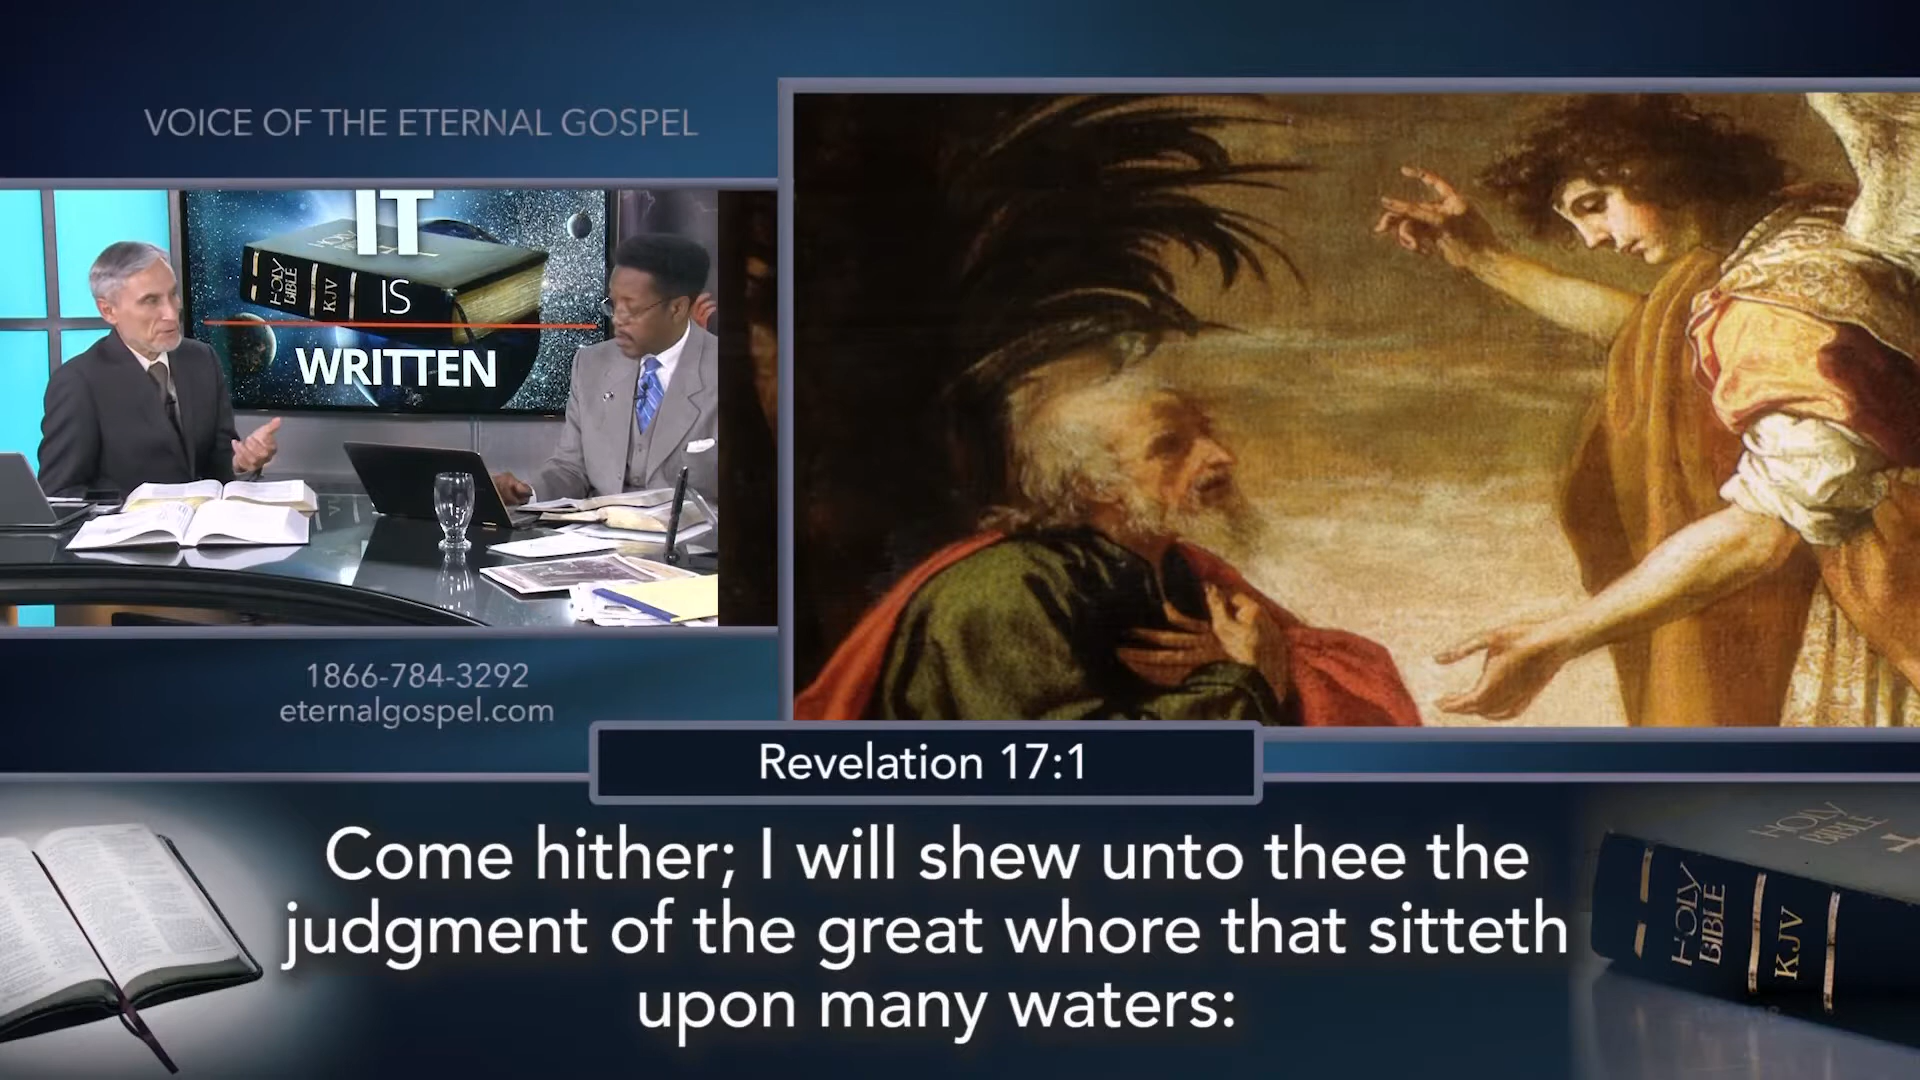 VOICE OF THE ETERNAL GOSPEL
IT
IS
WRITTEN
HOLY
BIBLE
KJV
1866-784-3292
eternalgospel.com
Revelation 17:1
Come hither; I will shew unto thee the
judgment of the great whore that sitteth
upon many waters:
HOLY
BIBLE
HOLY
BIBLE
KJV